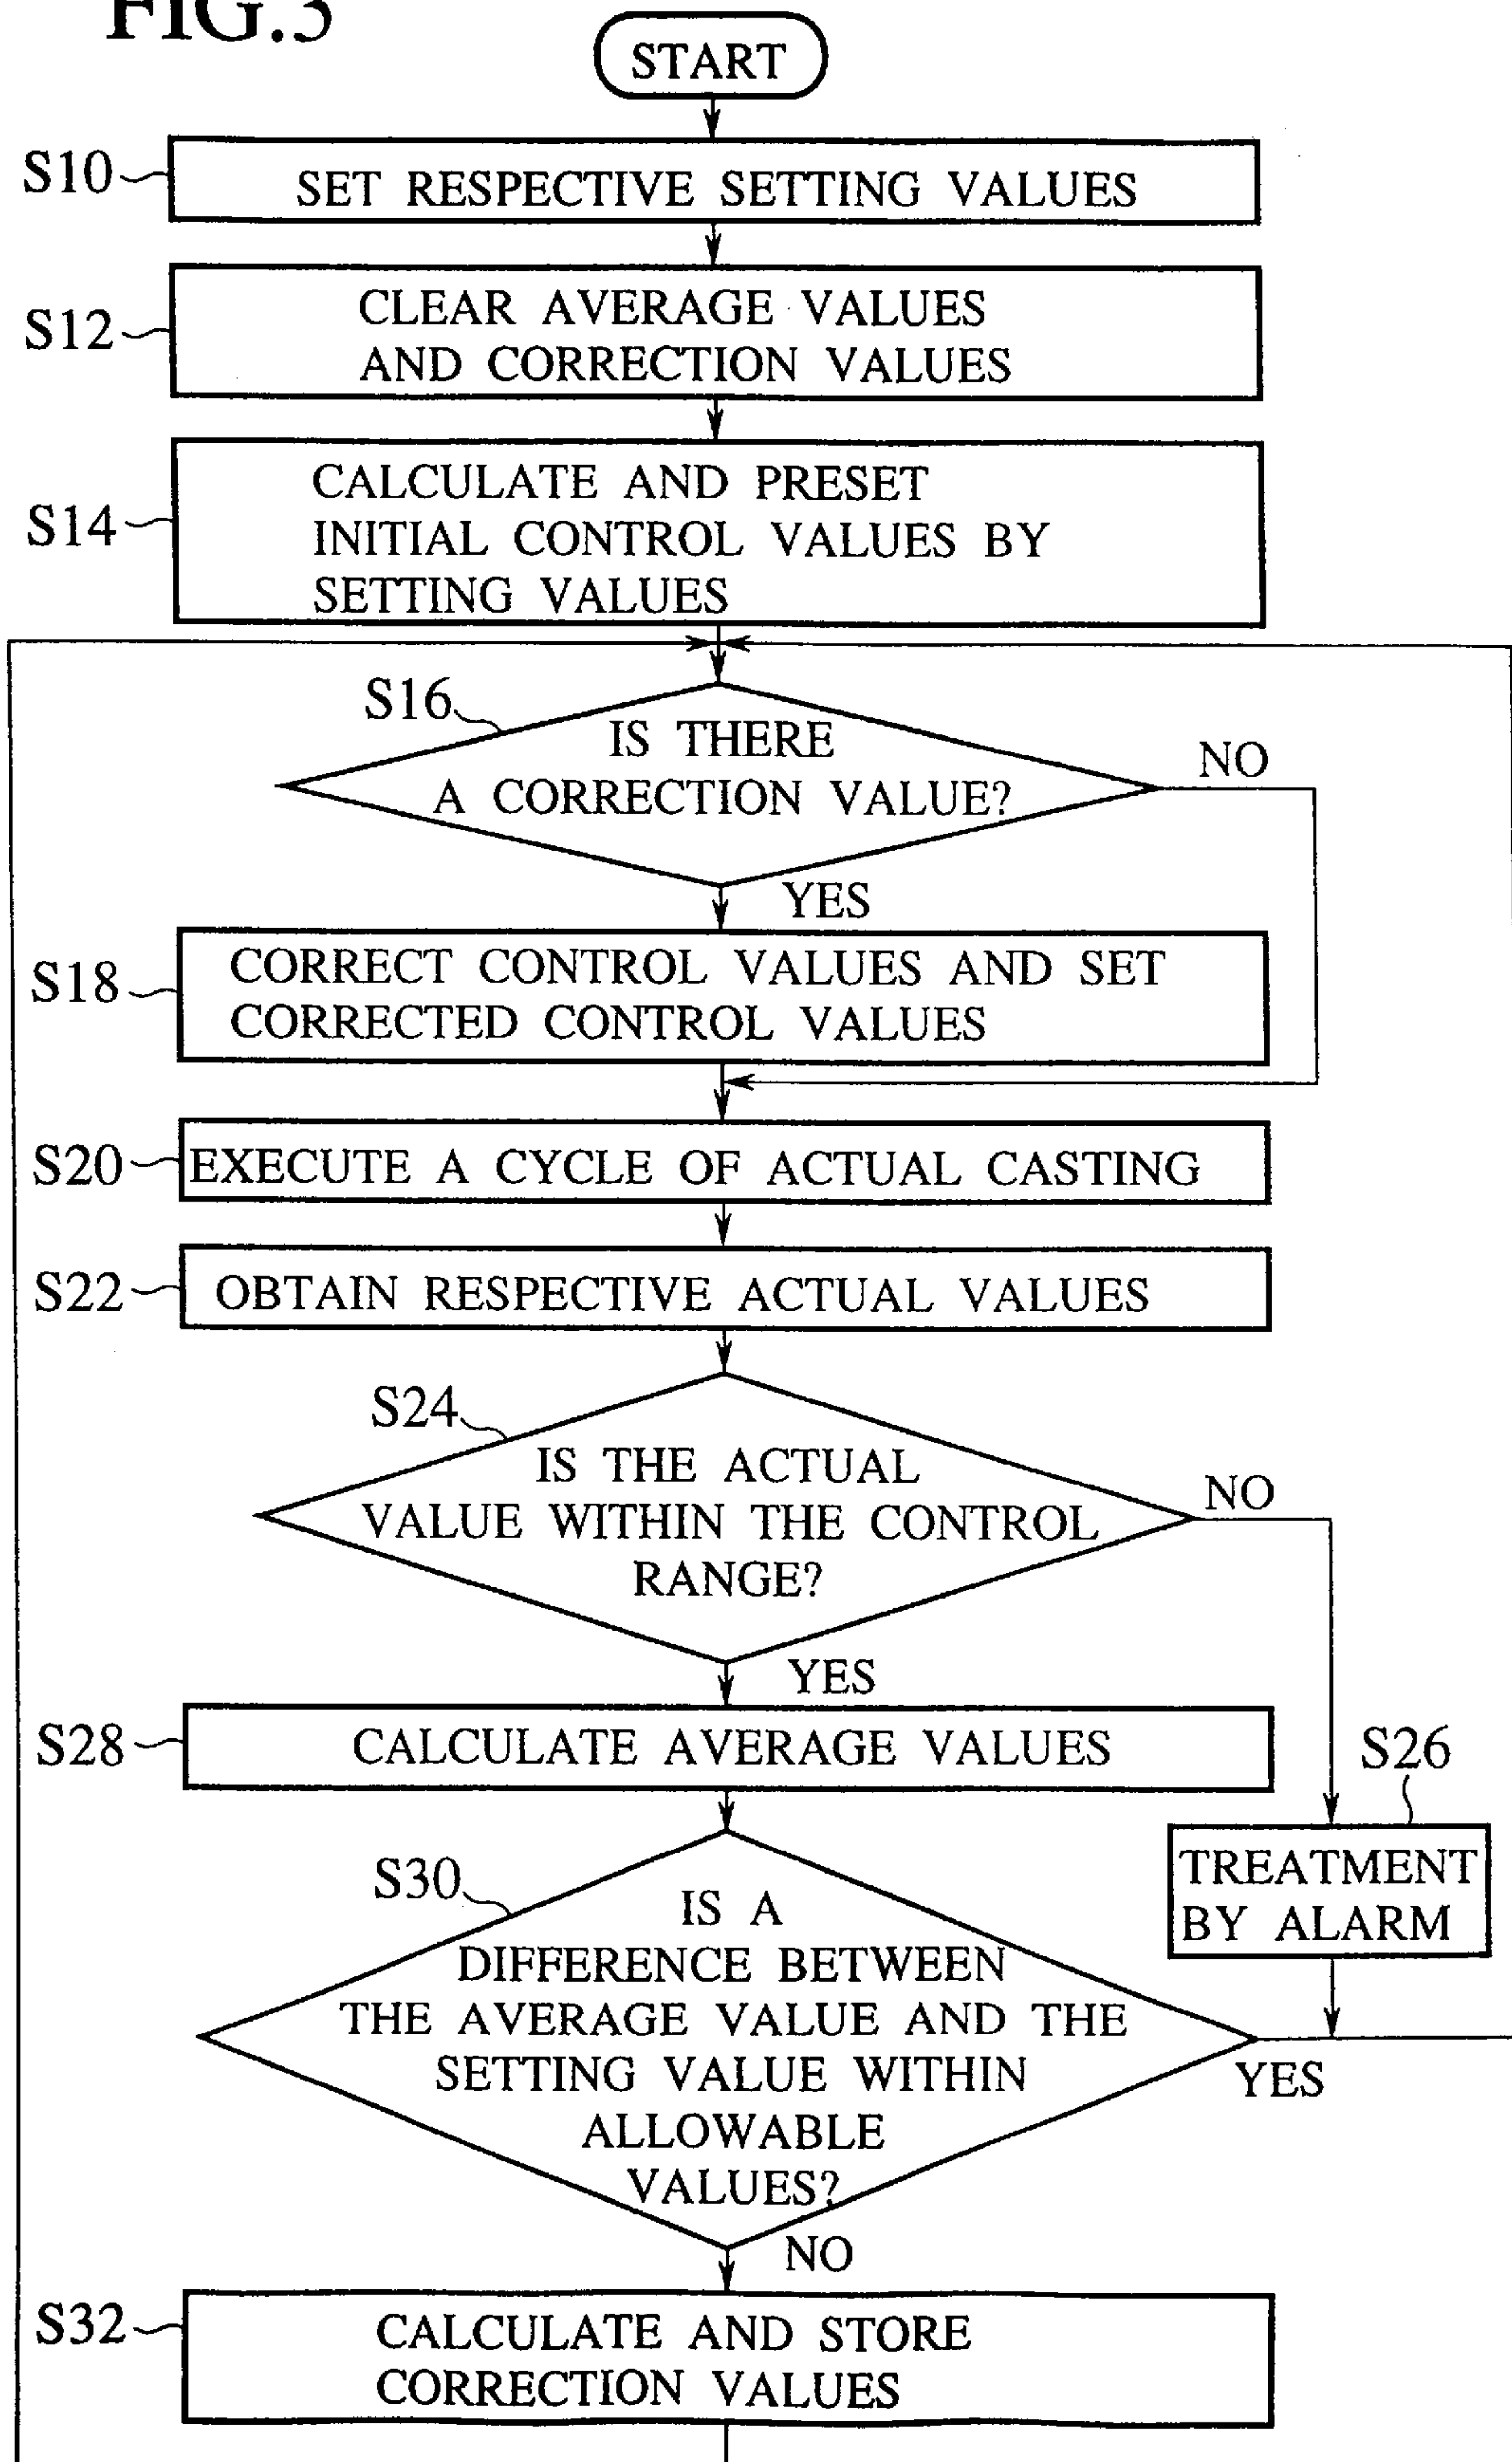 FIG.3
START
S10
SET RESPECTIVE SETTING VALUES
S12
CLEAR AVERAGE VALUES
AND CORRECTION VALUES
S14
CALCULATE AND PRESET
INITIAL CONTROL VALUES BY
SETTING VALUES
S16
IS THERE
A CORRECTION VALUE?
NO
YES
S18
CORRECT CONTROL VALUES AND SET
CORRECTED CONTROL VALUES
S20
EXECUTE A CYCLE OF ACTUAL CASTING
S22
OBTAIN RESPECTIVE ACTUAL VALUES
S24
IS THE ACTUAL
VALUE WITHIN THE CONTROL
RANGE?
NO
YES
S28
CALCULATE AVERAGE VALUES
S26
TREATMENT
BY ALARM
S30
IS A
DIFFERENCE BETWEEN
THE AVERAGE VALUE AND THE
SETTING VALUE WITHIN
ALLOWABLE
VALUES?
YES
NO
S32
CALCULATE AND STORE
CORRECTION VALUES